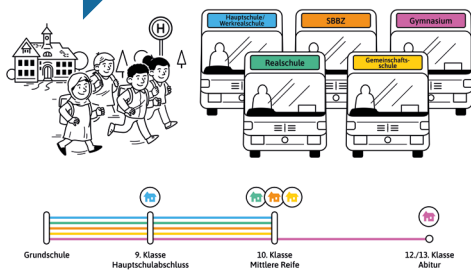 H
Hauptschule/
Werkrealschule
SBBZ
Gymnasium
Realschule
Gemeinschafts-
schule
Grundschule
9. Klasse
Hauptschulabschluss
10. Klasse
Mittlere Reife
12./13. Klasse
Abitur